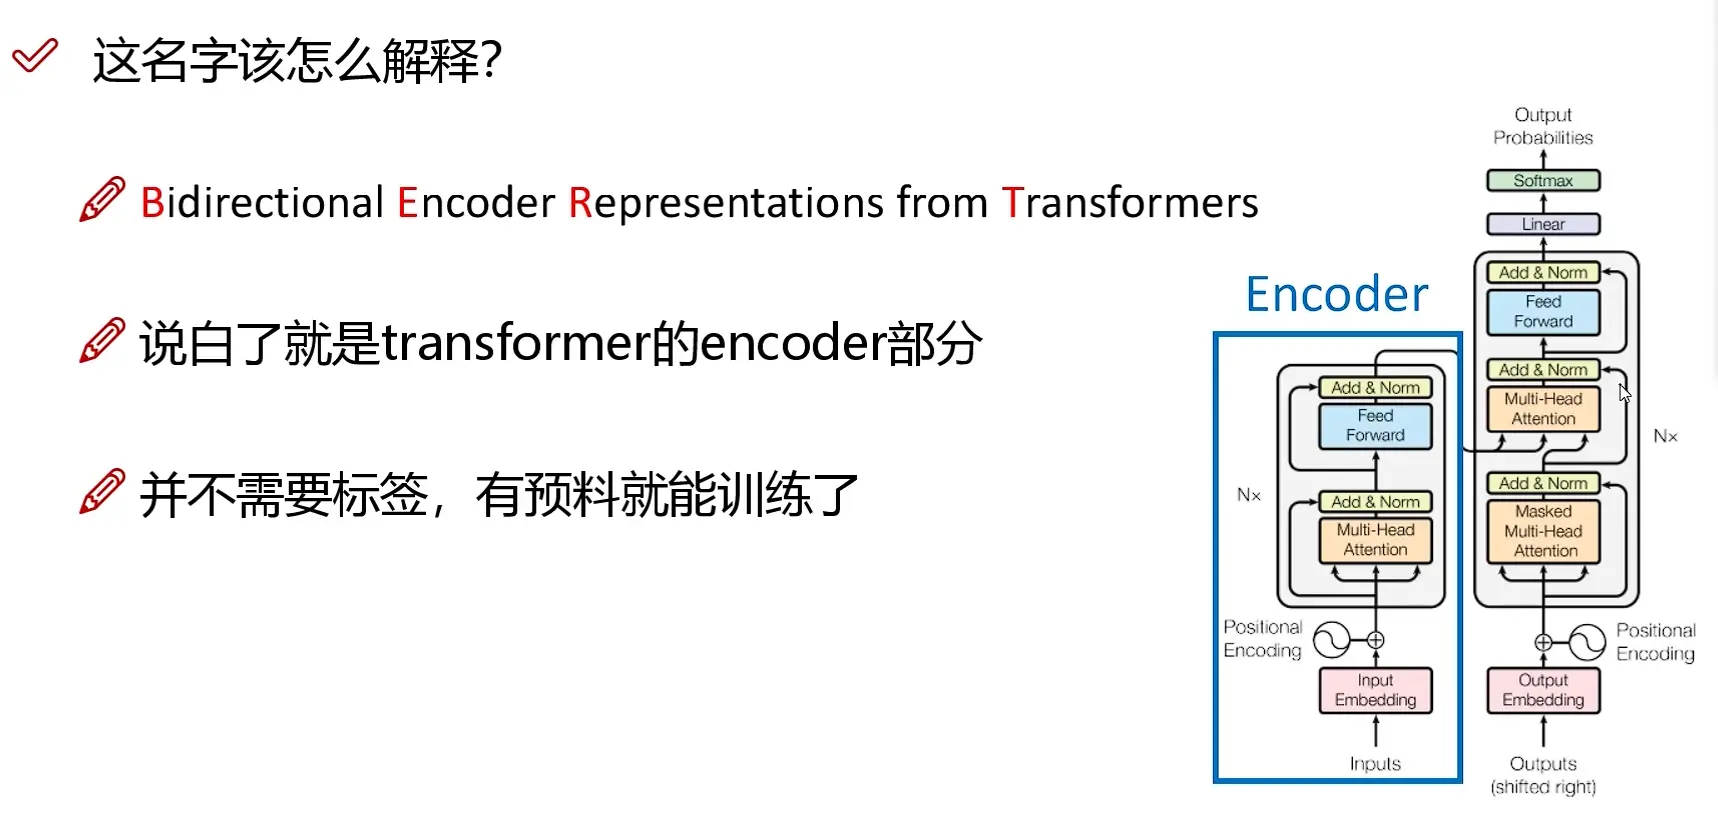 这名字该怎么解释?
Bidirectional Encoder Representations from Transformers
说白了就是transformer的encoder部分
并不需要标签，有预料就能训练了
Encoder
Add & Norm
Feed
Forward
Nx
Add & Norm
Multi-Head
Attention
Positional
Encoding
Input
Embedding
Inputs
Output
Probabilities
Softmax
Linear
Add & Norm
Feed
Forward
Add & Norm
Multi-Head
Attention
Nx
Add & Norm
Masked
Multi-Head
Attention
Positional
Encoding
Output
Embedding
Outputs
(shifted right)